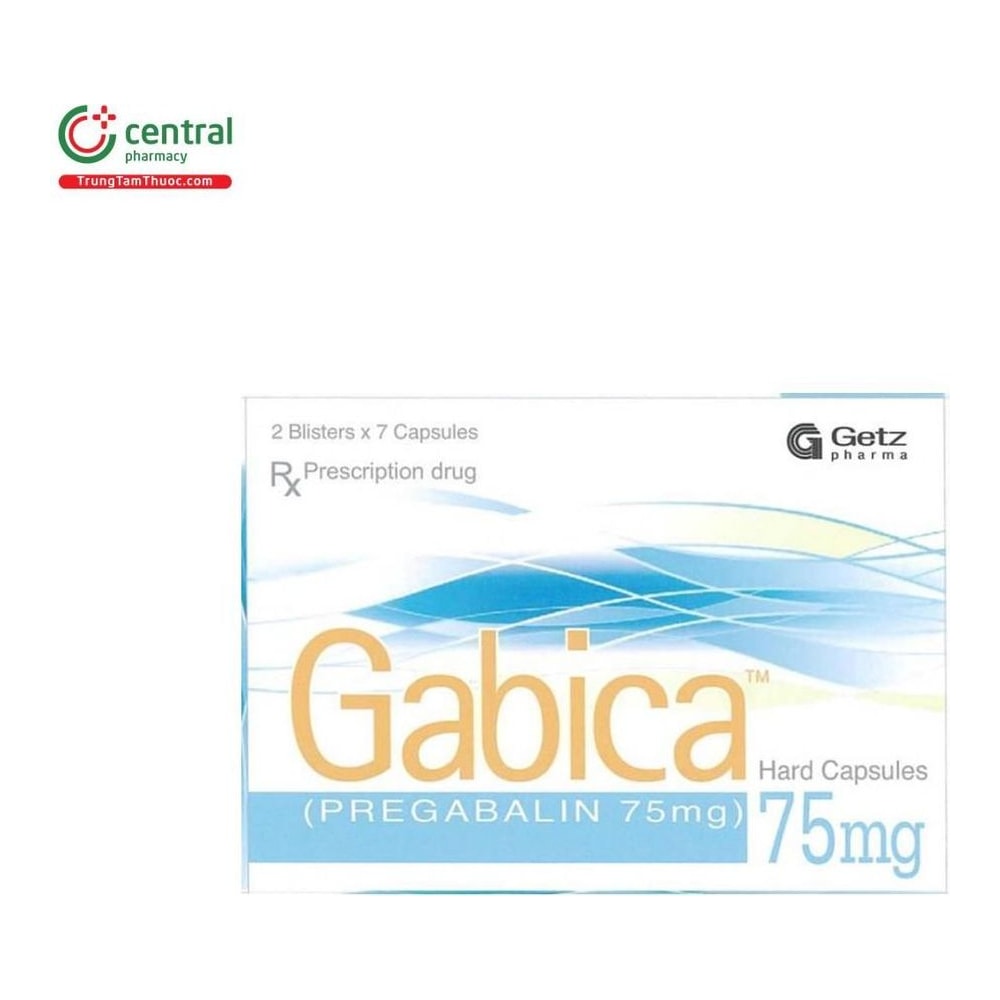 central
pharmacy
TrungTamThuoc.com
2 Blisters x 7 Capsules
Rx Prescription drug
Getz
pharma
Gabica™
Hard Capsules
(PREGABALIN 75mg)
75mg